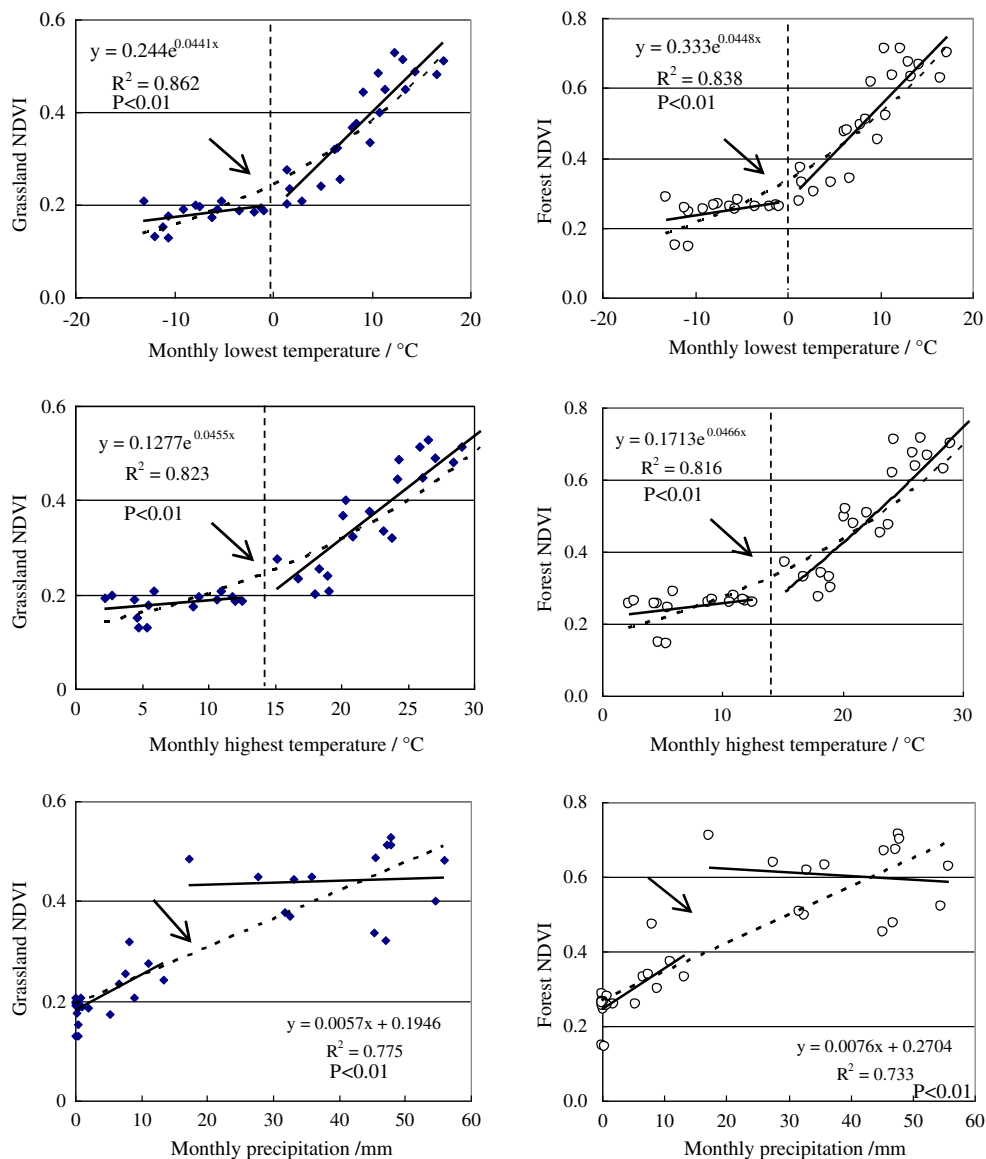 y = 0.244e^0.0441x
R² = 0.862
P<0.01
Grassland NDVI
0.6
0.4
0.2
0.0
-20 -10 0 10 20
Monthly lowest temperature / °C
y = 0.333e^0.0448x
R² = 0.838
P<0.01
Forest NDVI
0.8
0.6
0.4
0.2
0.0
-20 -10 0 10 20
Monthly lowest temperature / °C
y = 0.1277e^0.0455x
R² = 0.823
P<0.01
Grassland NDVI
0.6
0.4
0.2
0
0 5 10 15 20 25 30
Monthly highest temperature / °C
y = 0.1713e^0.0466x
R² = 0.816
P<0.01
Forest NDVI
0.8
0.6
0.4
0.2
0.0
0 10 20 30
Monthly highest temperature / °C
Grassland NDVI
0.6
0.4
0.2
0.0
y = 0.0057x + 0.1946
R² = 0.775
P<0.01
0 10 20 30 40 50 60
Monthly precipitation /mm
Forest NDVI
0.8
0.6
0.4
0.2
0.0
y = 0.0076x + 0.2704
R² = 0.733
P<0.01
0 10 20 30 40 50 60
Monthly precipitation /mm